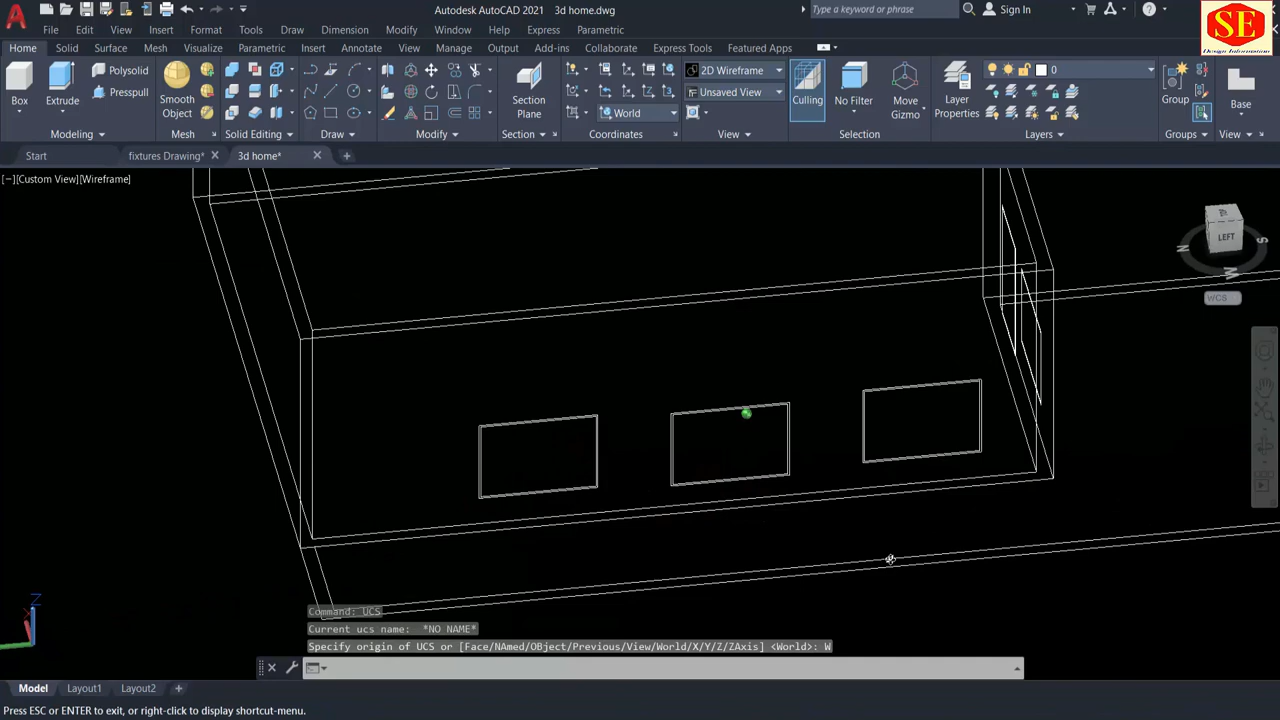 Autodesk AutoCAD 2021 3d home.dwg
Type a keyword or phrase
Sign In
SE
Design Information
File Edit View Insert Format Tools Draw Dimension Modify Window Help Express Parametric
Home Solid Surface Mesh Visualize Parametric Insert Annotate View Manage Output Add-ins Collaborate Express Tools Featured Apps
Box
Extrude
Polysolid
Presspull
Smooth
Object
Section
Plane
World
2D Wireframe
Unsaved View
Culling
No Filter
Move
Gizmo
Layer
Properties
0
Group
Base
Modeling
Mesh
Solid Editing
Draw
Modify
Section
Coordinates
View
Selection
Layers
Groups
View
Start fixtures Drawing* 3d home*
[−][Custom View][Wireframe]
LEFT
N
S
W
WCS
Z
Command: UCS
Current ucs name: *NO NAME*
Specify origin of UCS or [Face/NAmed/OBject/Previous/View/World/X/Y/Z/ZAxis] <World>: W
Model Layout1 Layout2
Press ESC or ENTER to exit, or right-click to display shortcut-menu.